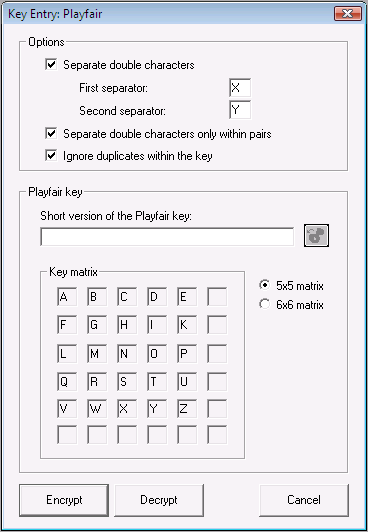 Key Entry: Playfair
Options
Separate double characters
First separator: X
Second separator: Y
Separate double characters only within pairs
Ignore duplicates within the key
Playfair key
Short version of the Playfair key:
Key matrix
A B C D E
F G H I K
L M N O P
Q R S T U
V W X Y Z
5x5 matrix
6x6 matrix
Encrypt Decrypt Cancel